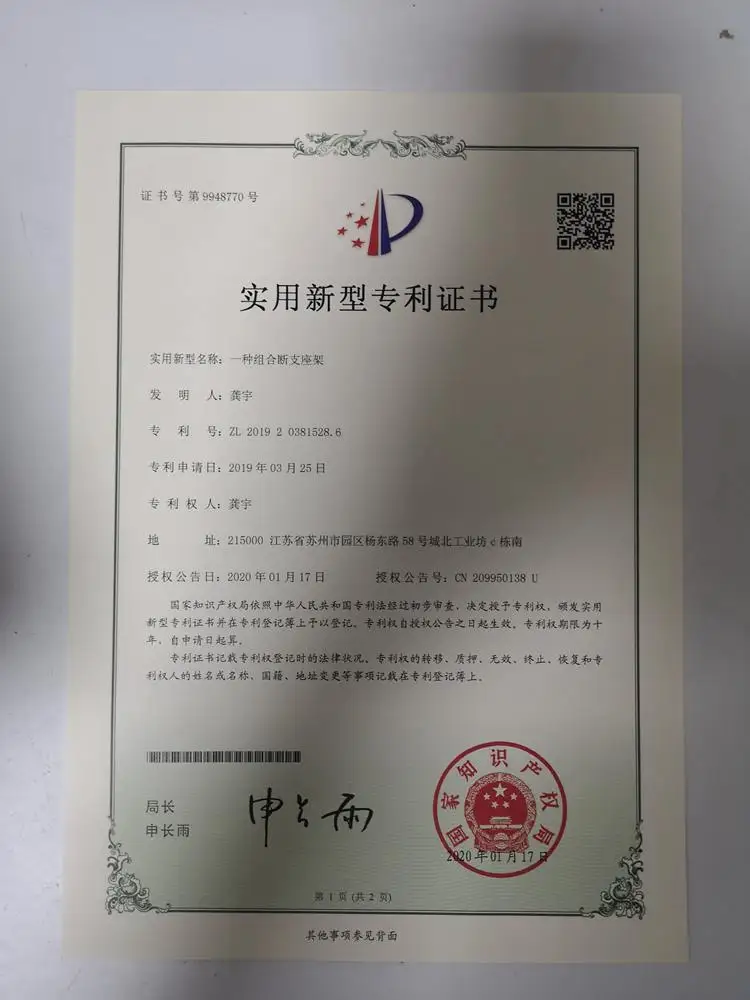 证书号第9948770号
实用新型专利证书
实用新型名称：一种组合断支座架
发明人：龚宇
专利号：ZL 2019 2 0381528.6
专利申请日：2019年03月25日
专利权人：龚宇
地址：215000 江苏省苏州市园区杨东路58号城北工业坊c栋南
授权公告日：2020年01月17日 授权公告号：CN 209950138 U
国家知识产权局依照中华人民共和国专利法经过初步审查，决定授予专利权，颁发实用
新型专利证书并在专利登记簿上予以登记。专利权自授权公告之日起生效。专利权期限为十
年，自申请日起算。
专利证书记载专利权登记时的法律状况。专利权的转移、质押、无效、终止、恢复和专
利权人的姓名或名称、国籍、地址变更等事项记载在专利登记簿上。
局长
申长雨
申长雨
国家知识产权局
2020年01月17日
第 1 页 (共 2 页)
其他事项参见背面